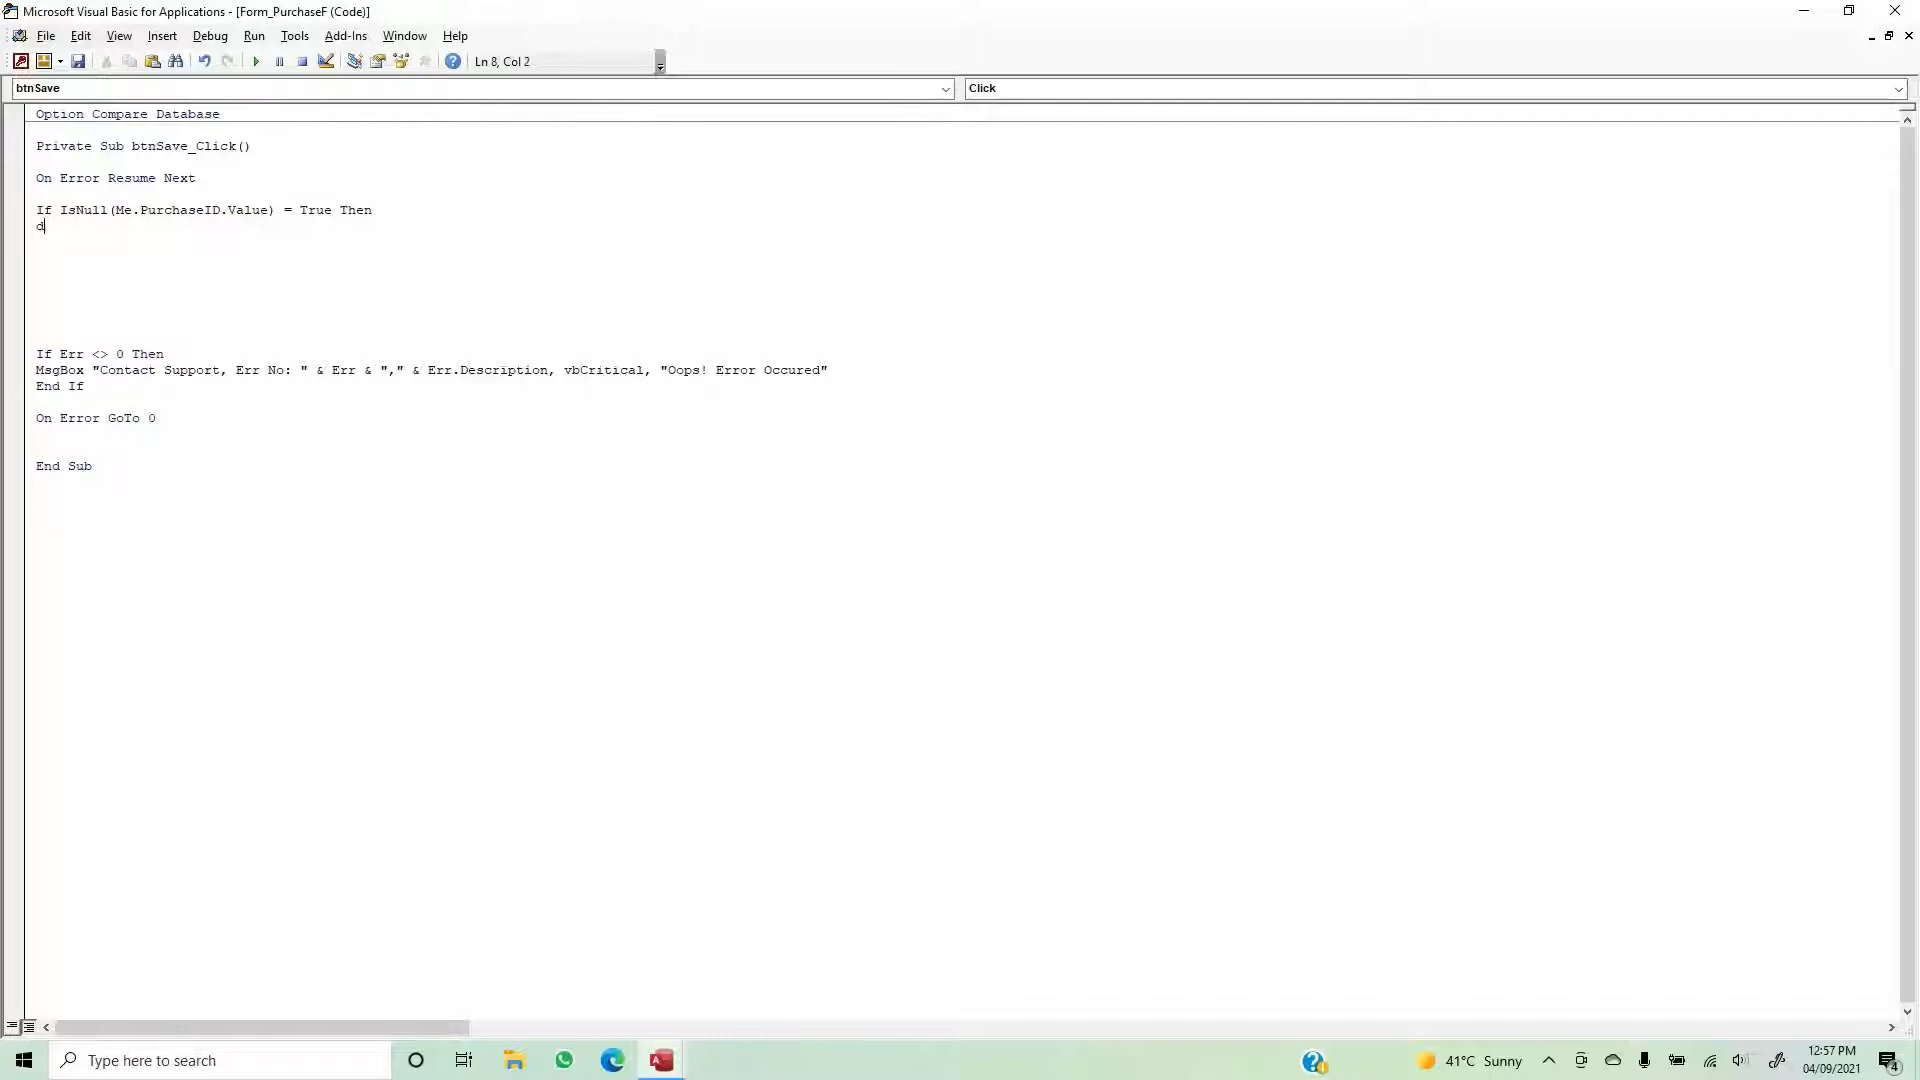 Microsoft Visual Basic for Applications - [Form_PurchaseF (Code)]
File Edit View Insert Debug Run Tools Add-Ins Window Help
Ln 8, Col 2
btnSave Click
Option Compare Database
Private Sub btnSave_Click()
On Error Resume Next
If IsNull(Me.PurchaseID.Value) = True Then
d
If Err <> 0 Then
MsgBox "Contact Support, Err No: " & Err & "," & Err.Description, vbCritical, "Oops! Error Occured"
End If
On Error GoTo 0
End Sub
Type here to search
41°C Sunny
12:57 PM
04/09/2021
4